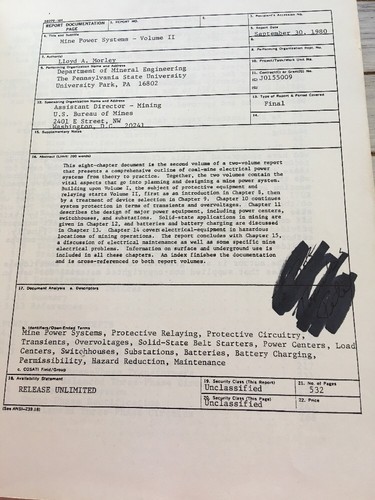 REPORT DOCUMENTATION
PAGE
1. REPORT NO.
2.
3. Recipient's Accession No.
4. Title and Subtitle
Mine Power Systems - Volume II
5. Report Date
September 30, 1980
6.
7. Author(s)
Lloyd A. Morley
8. Performing Organization Rept. No.
9. Performing Organization Name and Address
Department of Mineral Engineering
The Pennsylvania State University
University Park, PA 16802
10. Project/Task/Work Unit No.
11. Contract(C) or Grant(G) No.
(C) J0155009
(G)
12. Sponsoring Organization Name and Address
Assistant Director - Mining
U.S. Bureau of Mines
2401 E Street, NW
Washington, D.C. 20241
13. Type of Report & Period Covered
Final
14.
15. Supplementary Notes
16. Abstract (Limit: 200 words)
This eight-chapter document is the second volume of a two-volume report
that presents a comprehensive outline of coal-mine electrical power
systems from theory to practice. Together, the two volumes contain the
vital aspects that go into planning and designing a mine power system.
Building upon Volume I, the subject of protective equipment and
relaying starts with an introduction in Chapter 8, then
by a treatment of device selection in Chapter 9. Chapter 10 continues
system protection in terms of transients and overvoltages. Chapter 11
describes the design of major power equipment, including power centers,
switchhouses, and substations. Solid-state applications in mining are
given in Chapter 12, and batteries and battery charging are discussed
in Chapter 13. Chapter 14 covers electrical-equipment in hazardous
locations of mining operations. The report concludes with Chapter 15,
a discussion of electrical maintenance as well as some specific mine
electrical problems. Information on surface and underground use is
included in all these chapters. An index finishes the documentation
and is cross-referenced to both report volumes.
17. Document Analysis a. Descriptors
b. Identifiers/Open-Ended Terms
Mine Power Systems, Protective Relaying, Protective Circuitry,
Transients, Overvoltages, Solid-State Belt Starters, Power Centers, Load
Centers, Switchhouses, Substations, Batteries, Battery Charging,
Permissibility, Hazard Reduction, Maintenance
c. COSATI Field/Group
18. Availability Statement
RELEASE UNLIMITED
19. Security Class (This Report)
Unclassified
21. No. of Pages
532
20. Security Class (This Page)
Unclassified
22. Price
(See ANSI-Z39.18)